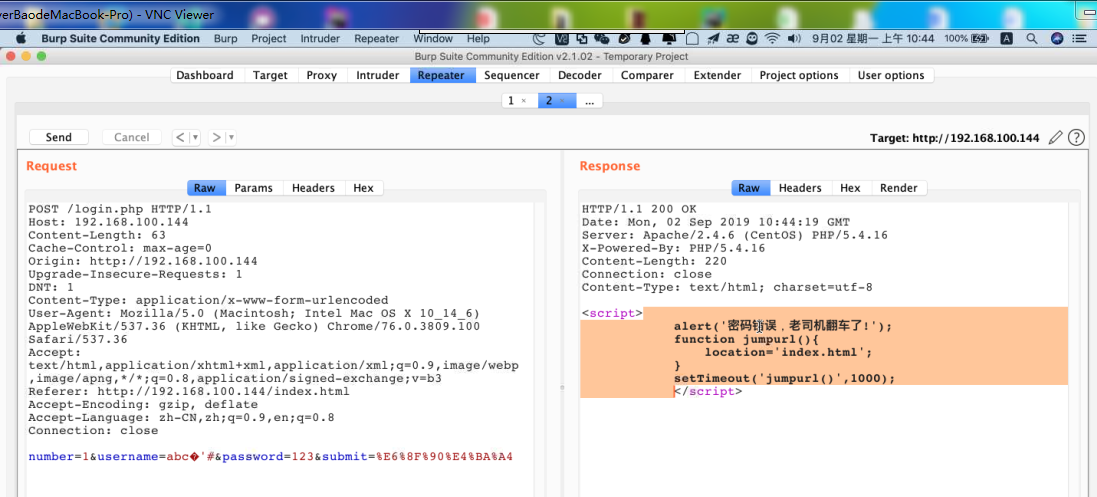 verBaodeMacBook-Pro) - VNC Viewer
Burp Suite Community Edition Burp Project Intruder Repeater Window Help 9月02 星期一 上午 10:44 100% A
Burp Suite Community Edition v2.1.02 - Temporary Project
Dashboard Target Proxy Intruder Repeater Sequencer Decoder Comparer Extender Project options User options
1 × 2 × ...
Send Cancel < ▾ > ▾ Target: http://192.168.100.144 ?
Request
Raw Params Headers Hex
POST /login.php HTTP/1.1
Host: 192.168.100.144
Content-Length: 63
Cache-Control: max-age=0
Origin: http://192.168.100.144
Upgrade-Insecure-Requests: 1
DNT: 1
Content-Type: application/x-www-form-urlencoded
User-Agent: Mozilla/5.0 (Macintosh; Intel Mac OS X 10_14_6)
AppleWebKit/537.36 (KHTML, like Gecko) Chrome/76.0.3809.100
Safari/537.36
Accept:
text/html,application/xhtml+xml,application/xml;q=0.9,image/webp
,image/apng,*/*;q=0.8,application/signed-exchange;v=b3
Referer: http://192.168.100.144/index.html
Accept-Encoding: gzip, deflate
Accept-Language: zh-CN,zh;q=0.9,en;q=0.8
Connection: close
number=1&username=abc�'#&password=123&submit=%E6%8F%90%E4%BA%A4
Response
Raw Headers Hex Render
HTTP/1.1 200 OK
Date: Mon, 02 Sep 2019 10:44:19 GMT
Server: Apache/2.4.6 (CentOS) PHP/5.4.16
X-Powered-By: PHP/5.4.16
Content-Length: 220
Connection: close
Content-Type: text/html; charset=utf-8
<script>
alert('密码错误，老司机翻车了!');
function jumpurl(){
location='index.html';
}
setTimeout('jumpurl()',1000);
</script>